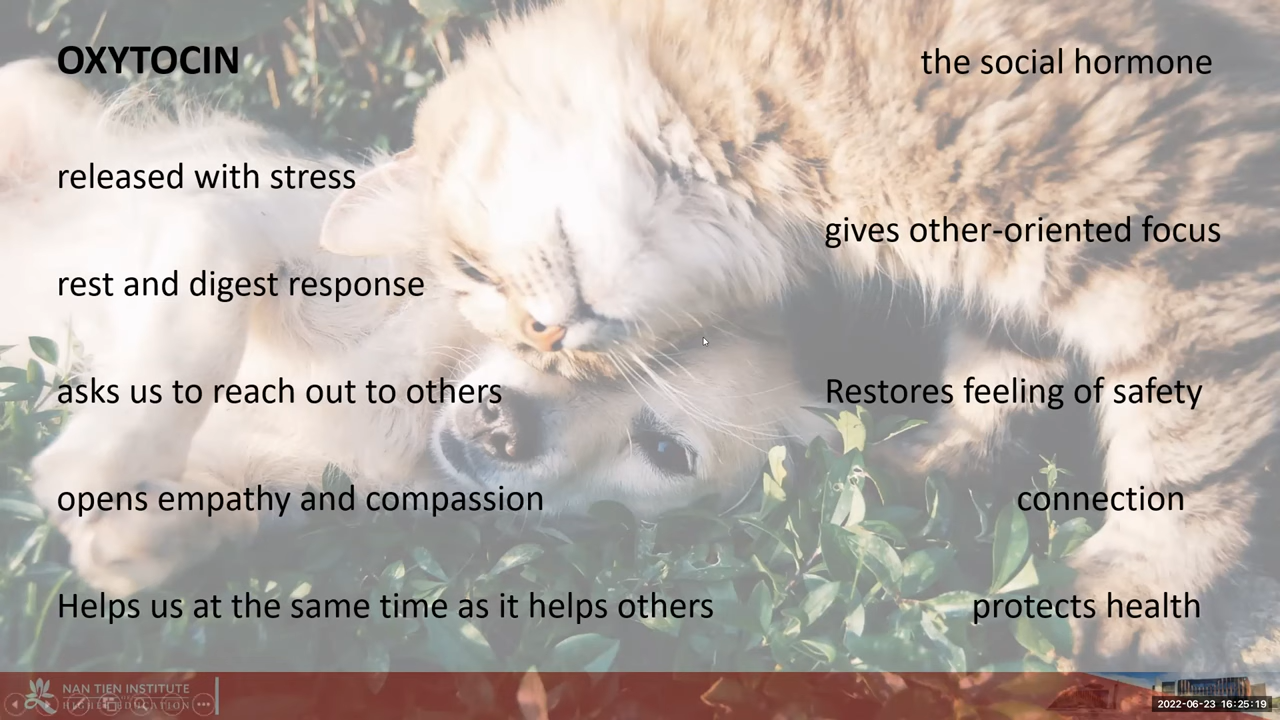 OXYTOCIN
the social hormone
released with stress
gives other-oriented focus
rest and digest response
asks us to reach out to others
Restores feeling of safety
opens empathy and compassion
connection
Helps us at the same time as it helps others
protects health
NAN TIEN INSTITUTE
HIGHER EDUCATION
2022-06-23 16:25:19